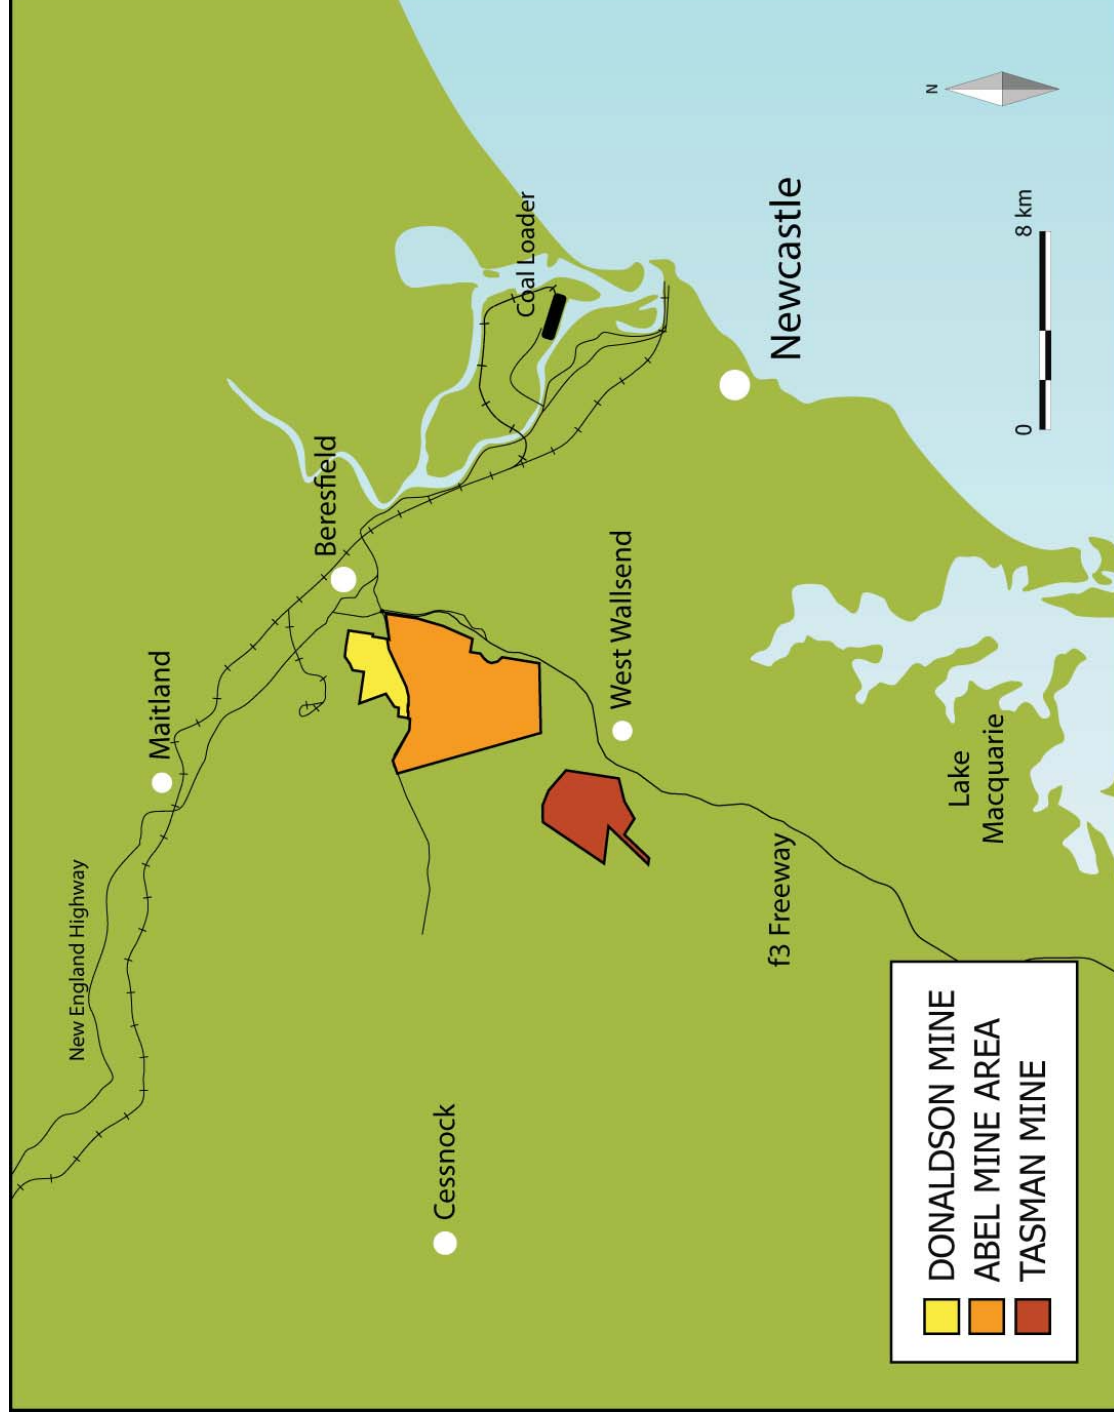 New England Highway
Maitland
Beresfield
Coal Loader
Cessnock
West Wallsend
Newcastle
f3 Freeway
Lake
Macquarie
N
0
8 km
DONALDSON MINE
ABEL MINE AREA
TASMAN MINE